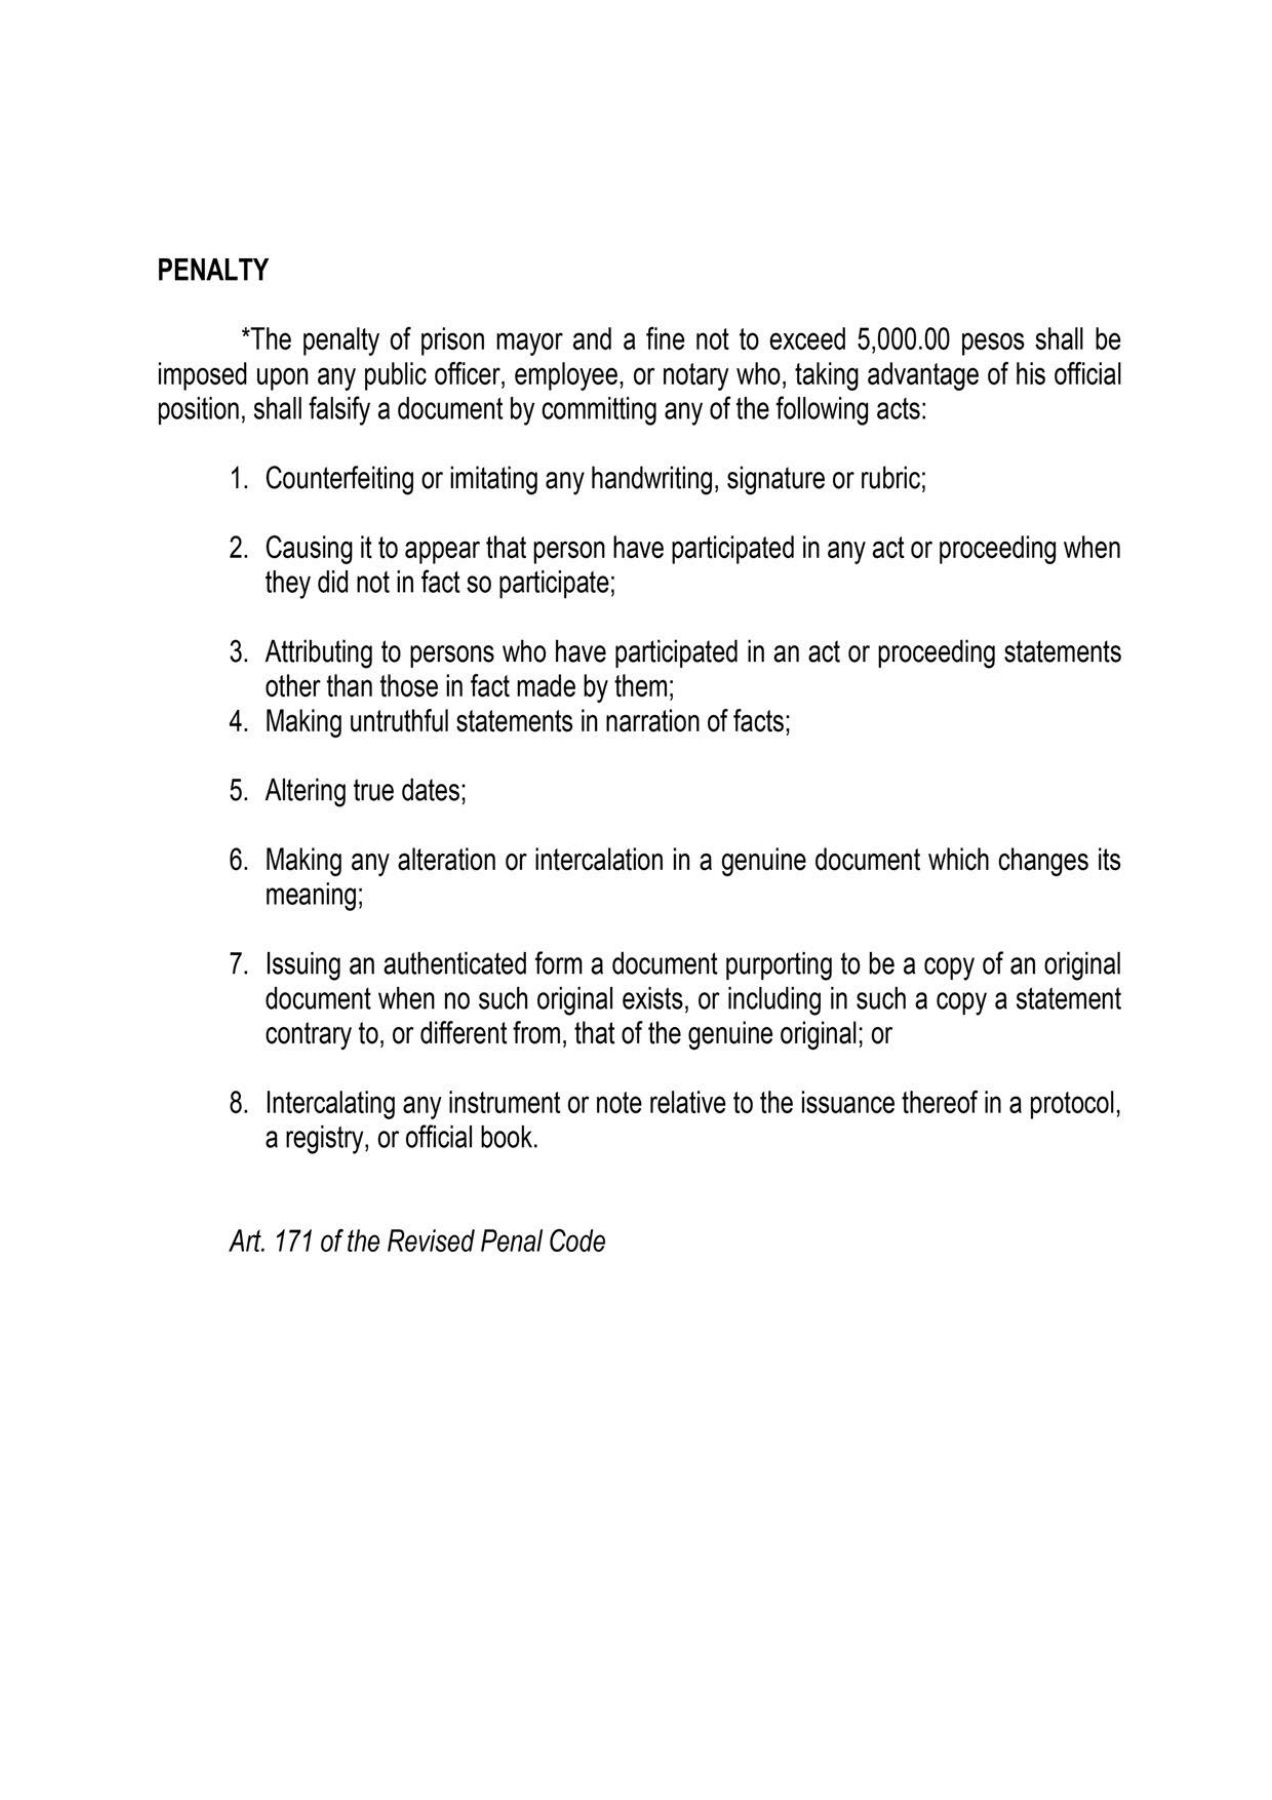 PENALTY
*The penalty of prison mayor and a fine not to exceed 5,000.00 pesos shall be
imposed upon any public officer, employee, or notary who, taking advantage of his official
position, shall falsify a document by committing any of the following acts:
1. Counterfeiting or imitating any handwriting, signature or rubric;
2. Causing it to appear that person have participated in any act or proceeding when
they did not in fact so participate;
3. Attributing to persons who have participated in an act or proceeding statements
other than those in fact made by them;
4. Making untruthful statements in narration of facts;
5. Altering true dates;
6. Making any alteration or intercalation in a genuine document which changes its
meaning;
7. Issuing an authenticated form a document purporting to be a copy of an original
document when no such original exists, or including in such a copy a statement
contrary to, or different from, that of the genuine original; or
8. Intercalating any instrument or note relative to the issuance thereof in a protocol,
a registry, or official book.
Art. 171 of the Revised Penal Code